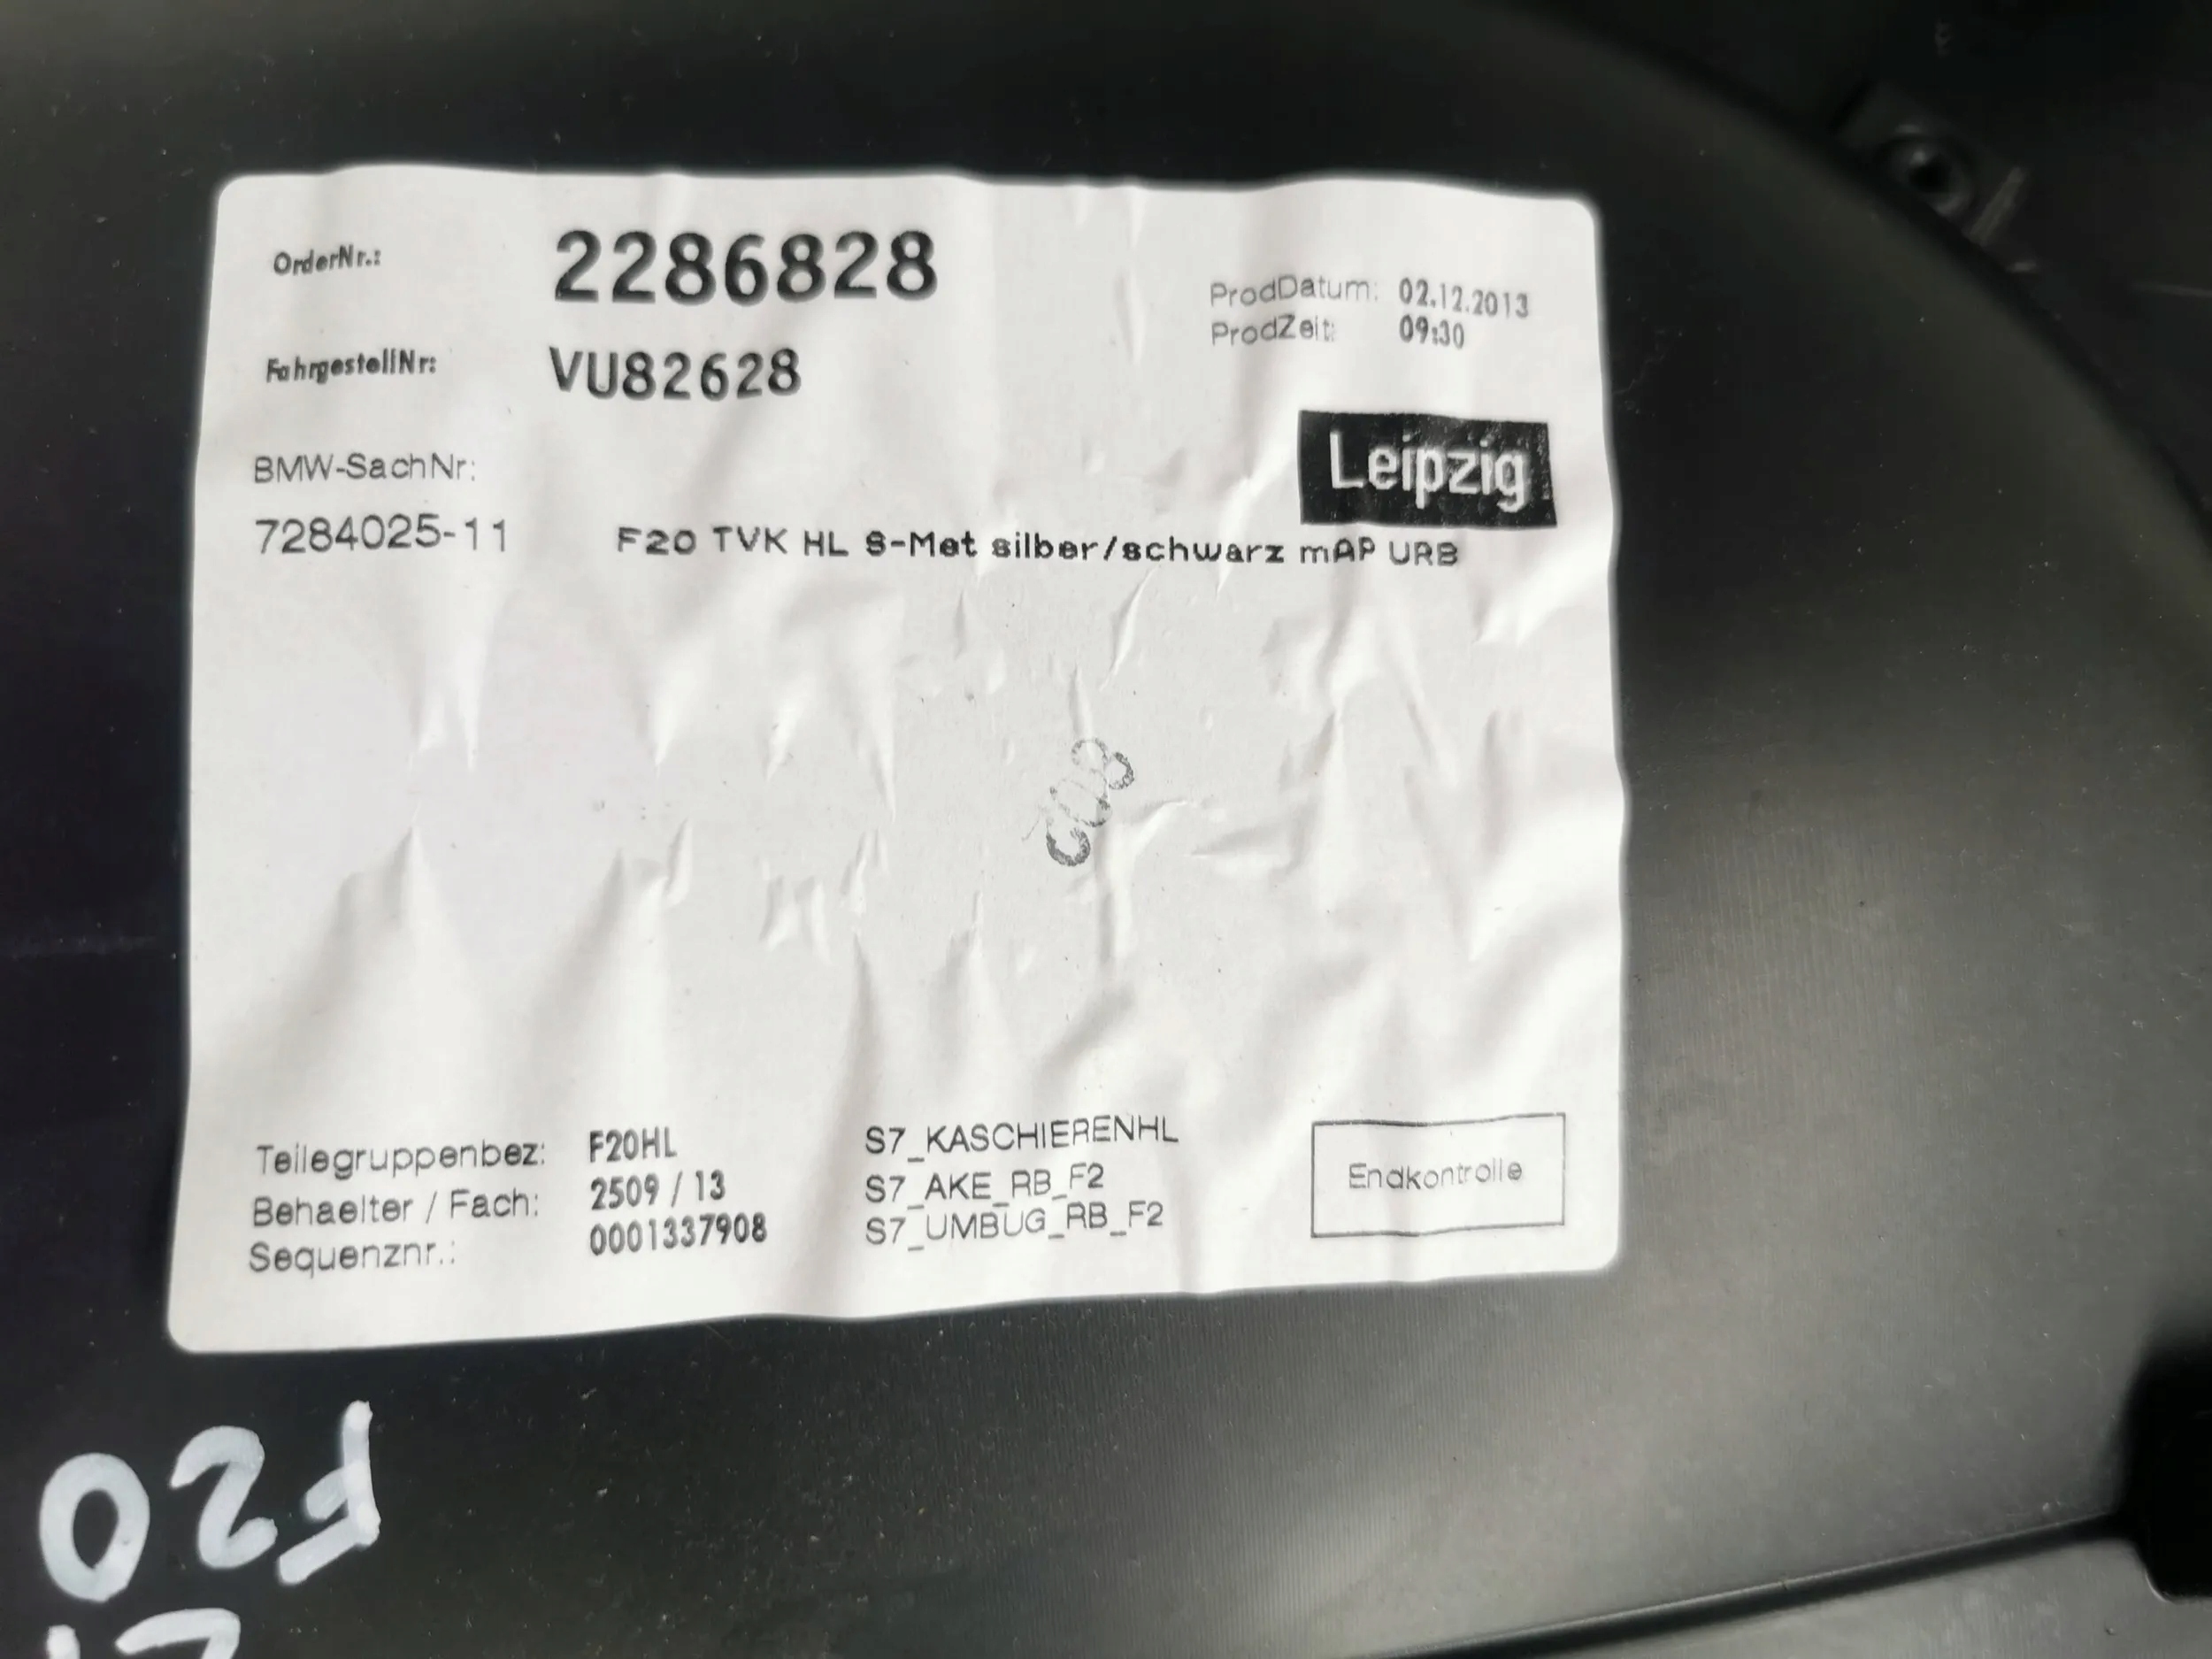 OrderNr.: 2286828
ProdDatum: 02.12.2013
ProdZeit: 09:30
FahrgestellNr: VU82628
Leipzig
BMW-SachNr:
7284025-11 F20 TVK HL S-Met silber/schwarz mAP URB
Teilegruppenbez: F20HL S7_KASCHIERENHL
Behaelter / Fach: 2509 / 13 S7_AKE_RB_F2
Sequenznr.: 0001337908 S7_UMBUG_RB_F2
Endkontrolle
F20